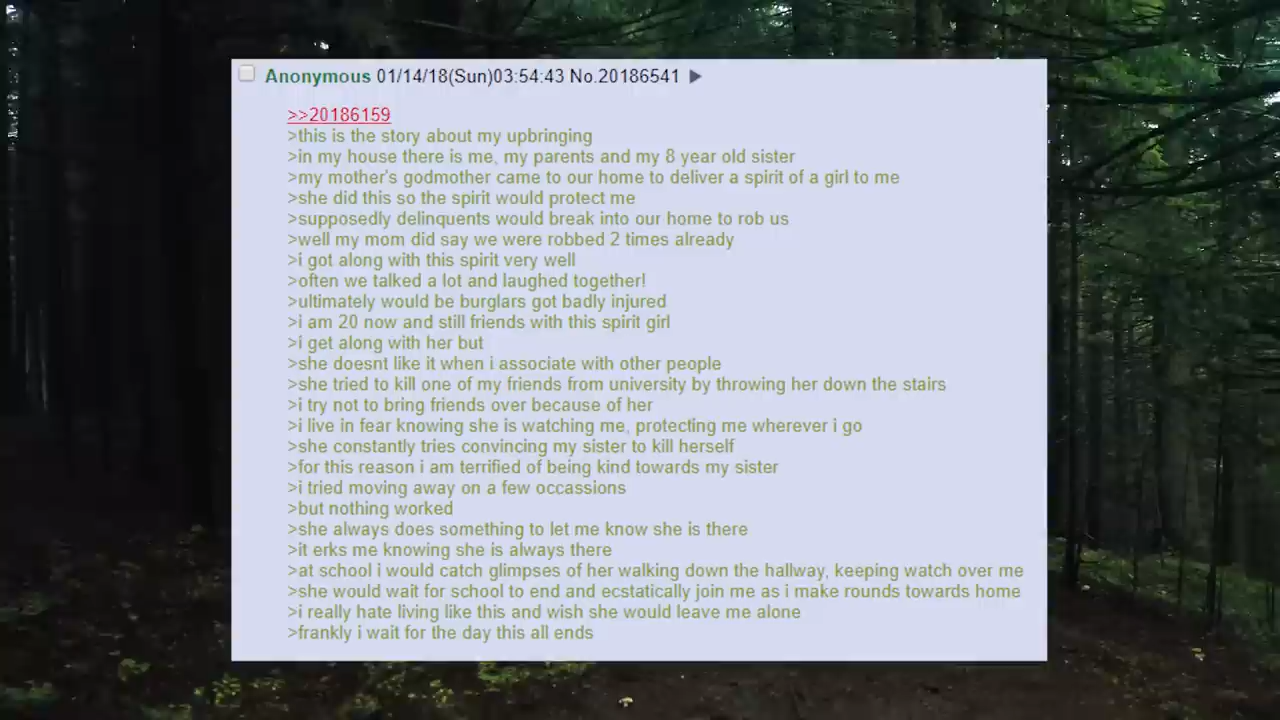 Anonymous 01/14/18(Sun)03:54:43 No.20186541 ▶
>>20186159
>this is the story about my upbringing
>in my house there is me, my parents and my 8 year old sister
>my mother's godmother came to our home to deliver a spirit of a girl to me
>she did this so the spirit would protect me
>supposedly delinquents would break into our home to rob us
>well my mom did say we were robbed 2 times already
>i got along with this spirit very well
>often we talked a lot and laughed together!
>ultimately would be burglars got badly injured
>i am 20 now and still friends with this spirit girl
>i get along with her but
>she doesnt like it when i associate with other people
>she tried to kill one of my friends from university by throwing her down the stairs
>i try not to bring friends over because of her
>i live in fear knowing she is watching me, protecting me wherever i go
>she constantly tries convincing my sister to kill herself
>for this reason i am terrified of being kind towards my sister
>i tried moving away on a few occassions
>but nothing worked
>she always does something to let me know she is there
>it erks me knowing she is always there
>at school i would catch glimpses of her walking down the hallway, keeping watch over me
>she would wait for school to end and ecstatically join me as i make rounds towards home
>i really hate living like this and wish she would leave me alone
>frankly i wait for the day this all ends